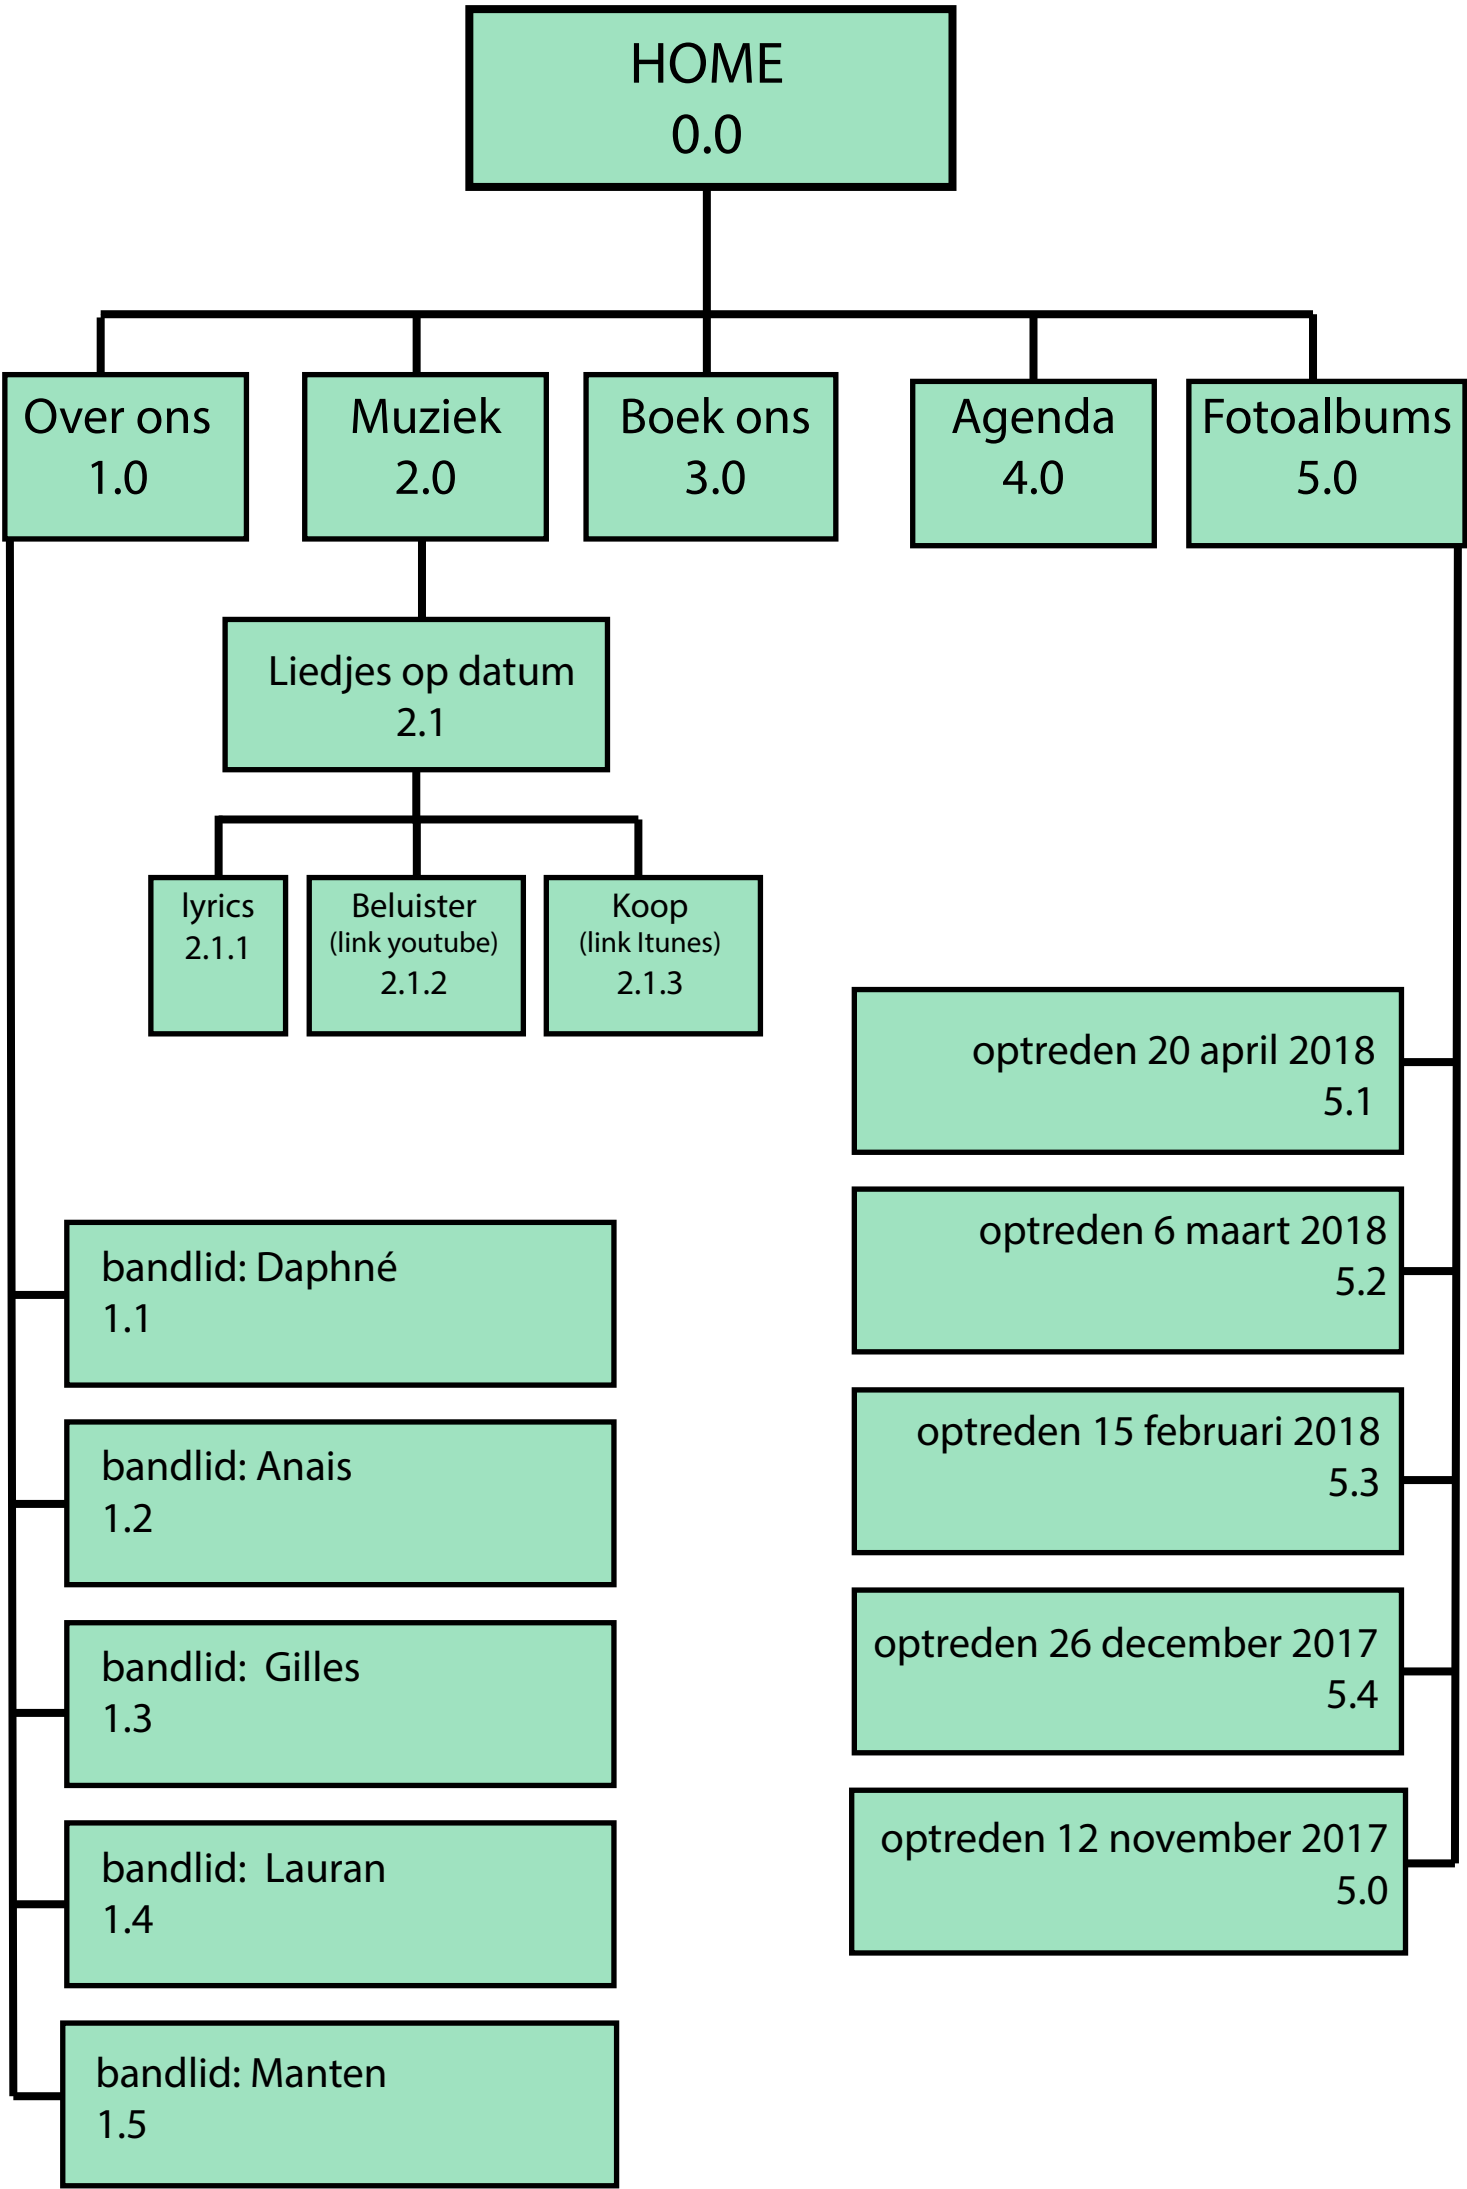 HOME
0.0
Over ons
1.0
Muziek
2.0
Boek ons
3.0
Agenda
4.0
Fotoalbums
5.0
Liedjes op datum
2.1
lyrics
2.1.1
Beluister
(link youtube)
2.1.2
Koop
(link Itunes)
2.1.3
bandlid: Daphné
1.1
bandlid: Anais
1.2
bandlid:  Gilles
1.3
bandlid:  Lauran
1.4
bandlid: Manten
1.5
optreden 20 april 2018
5.1
optreden 6 maart 2018
5.2
optreden 15 februari 2018
5.3
optreden 26 december 2017
5.4
optreden 12 november 2017
5.0